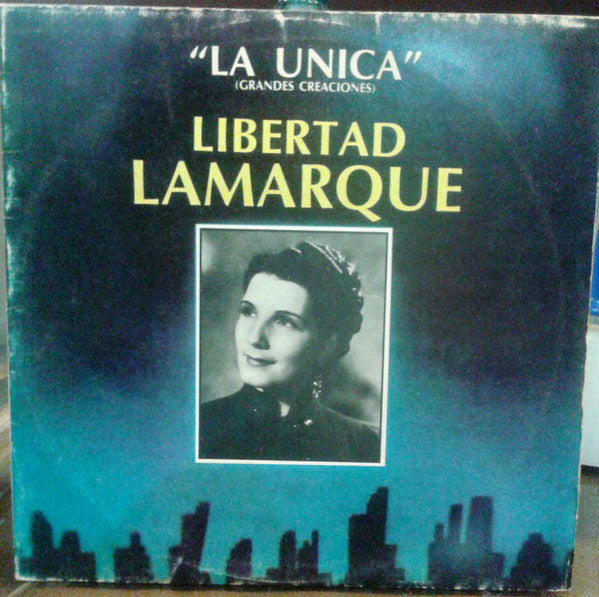 "LA UNICA"
(GRANDES CREACIONES)
LIBERTAD
LAMARQUE